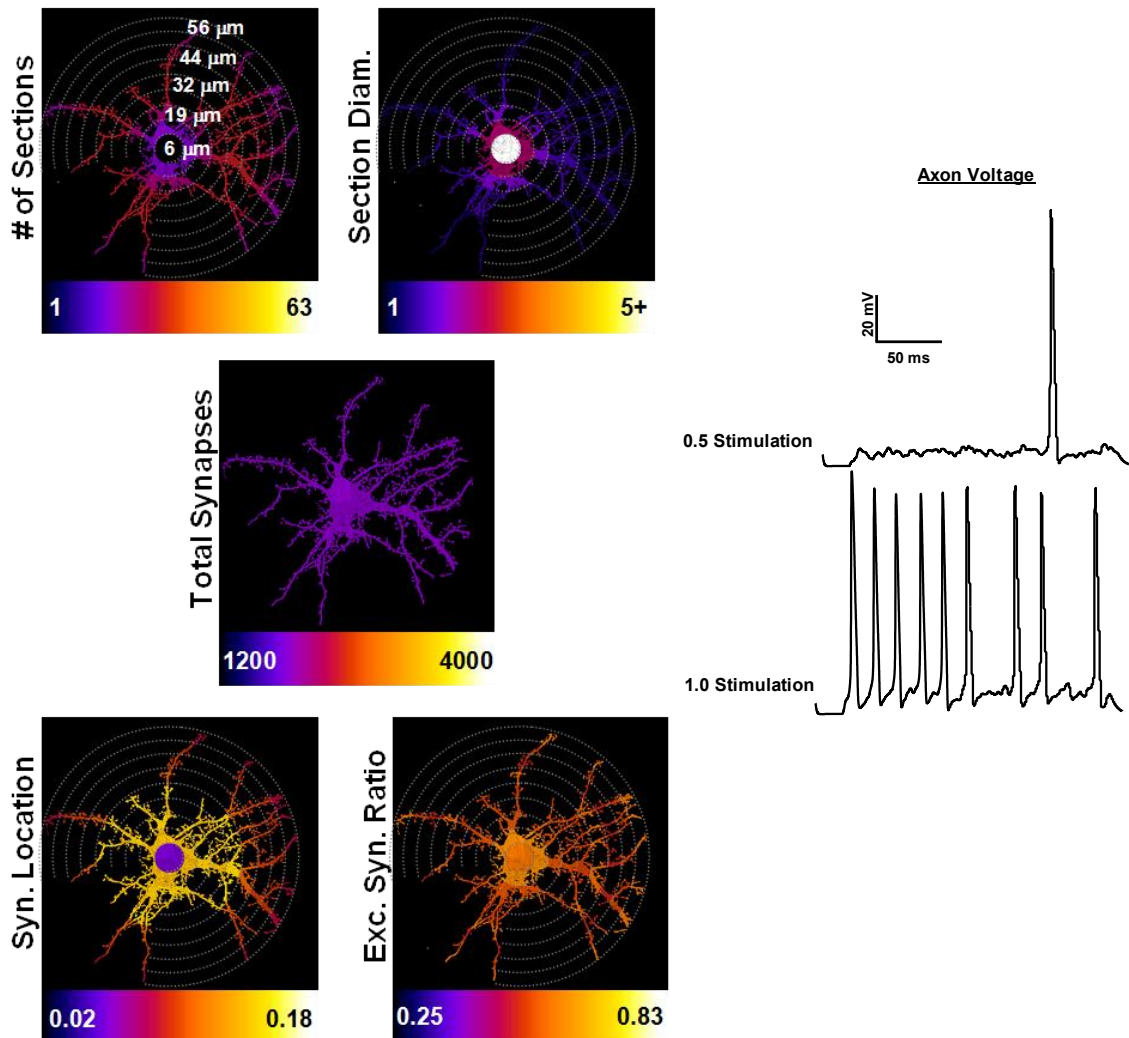 # of Sections
56 μm
44 μm
32 μm
19 μm
6 μm
1 63
Section Diam.
1 5+
Total Synapses
1200 4000
Syn. Location
0.02 0.18
Exc. Syn. Ratio
0.25 0.83
Axon Voltage
20 mV
50 ms
0.5 Stimulation
1.0 Stimulation